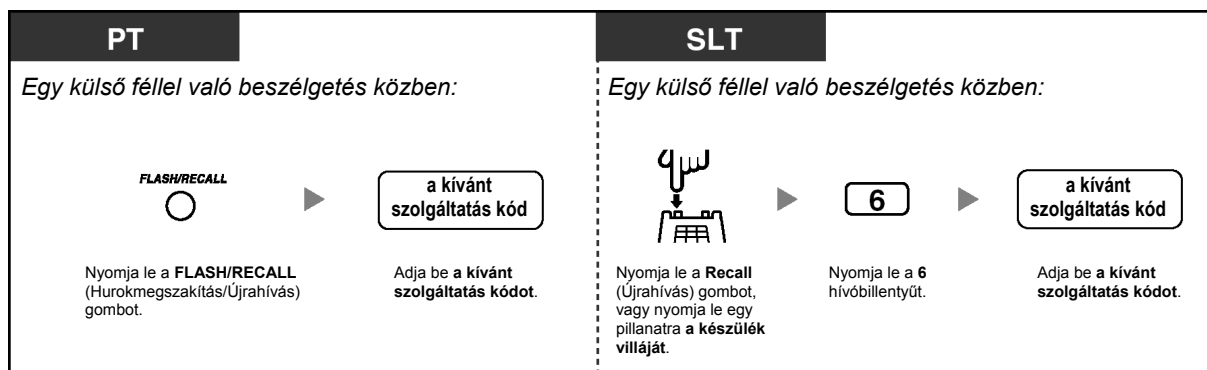 PT
Egy külső féllel való beszélgetés közben:
FLASH/RECALL
a kívánt
szolgáltatás kód
Nyomja le a FLASH/RECALL
(Hurokmegszakítás/Újrahívás)
gombot.
Adja be a kívánt
szolgáltatás kódot.
SLT
Egy külső féllel való beszélgetés közben:
6
a kívánt
szolgáltatás kód
Nyomja le a Recall
(Újrahívás) gombot,
vagy nyomja le egy
pillanatra a készülék
villáját.
Nyomja le a 6
hívóbillentyűt.
Adja be a kívánt
szolgáltatás kódot.